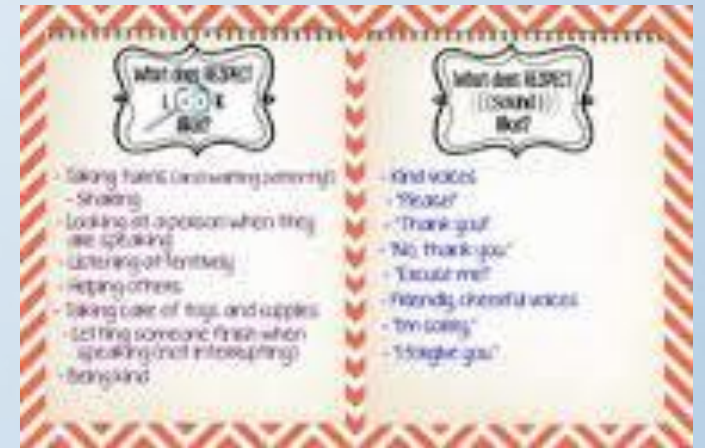 What does RESPECT
LOOK
like?
- Taking turns (and waiting patiently!)
- Sharing
- Looking at a person when they
are speaking
- Listening attentively
- Helping others
- Taking care of toys and supplies
- Letting someone finish when
speaking (not interrupting)
- Being kind
What does RESPECT
(((sound)))
like?
- Kind voices
- "Please"
- "Thank you"
- "No, thank you"
- "Excuse me"
- Friendly, cheerful voices
- "I'm sorry"
- "I forgive you"